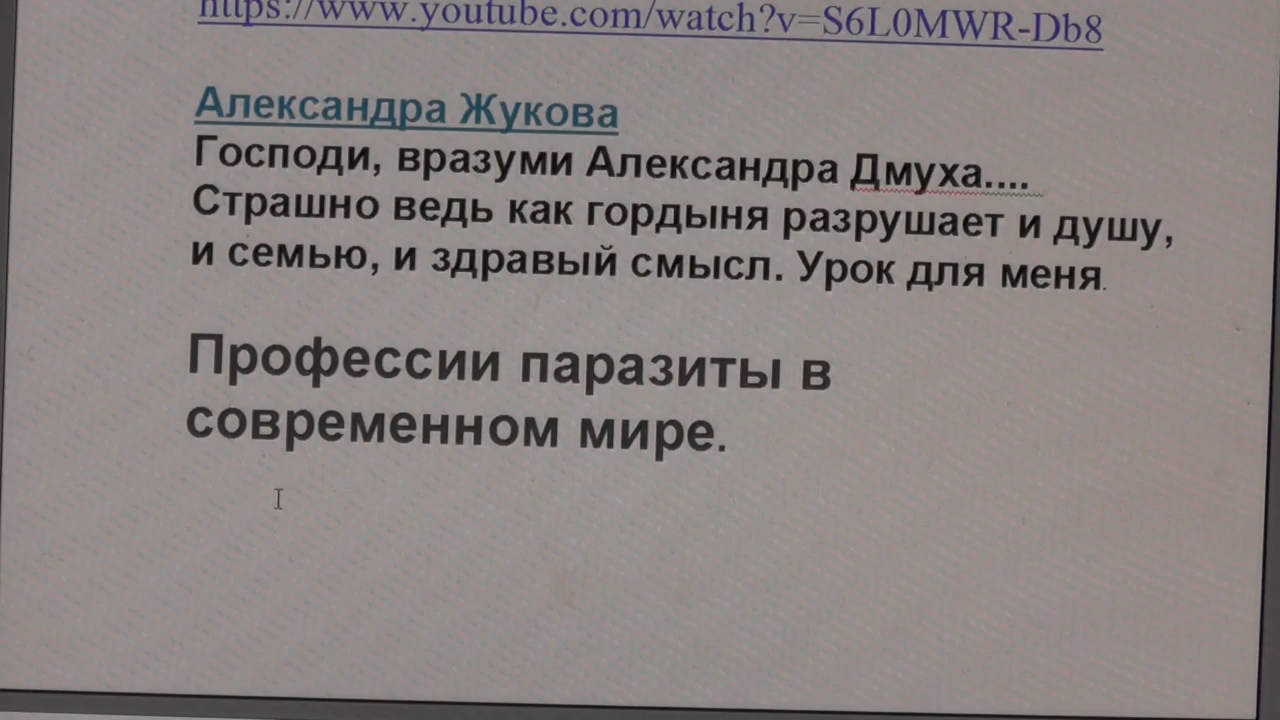 https://www.youtube.com/watch?v=S6L0MWR-Db8
Александра Жукова
Господи, вразуми Александра Дмуха....
Страшно ведь как гордыня разрушает и душу,
и семью, и здравый смысл. Урок для меня.
Профессии паразиты в
современном мире.